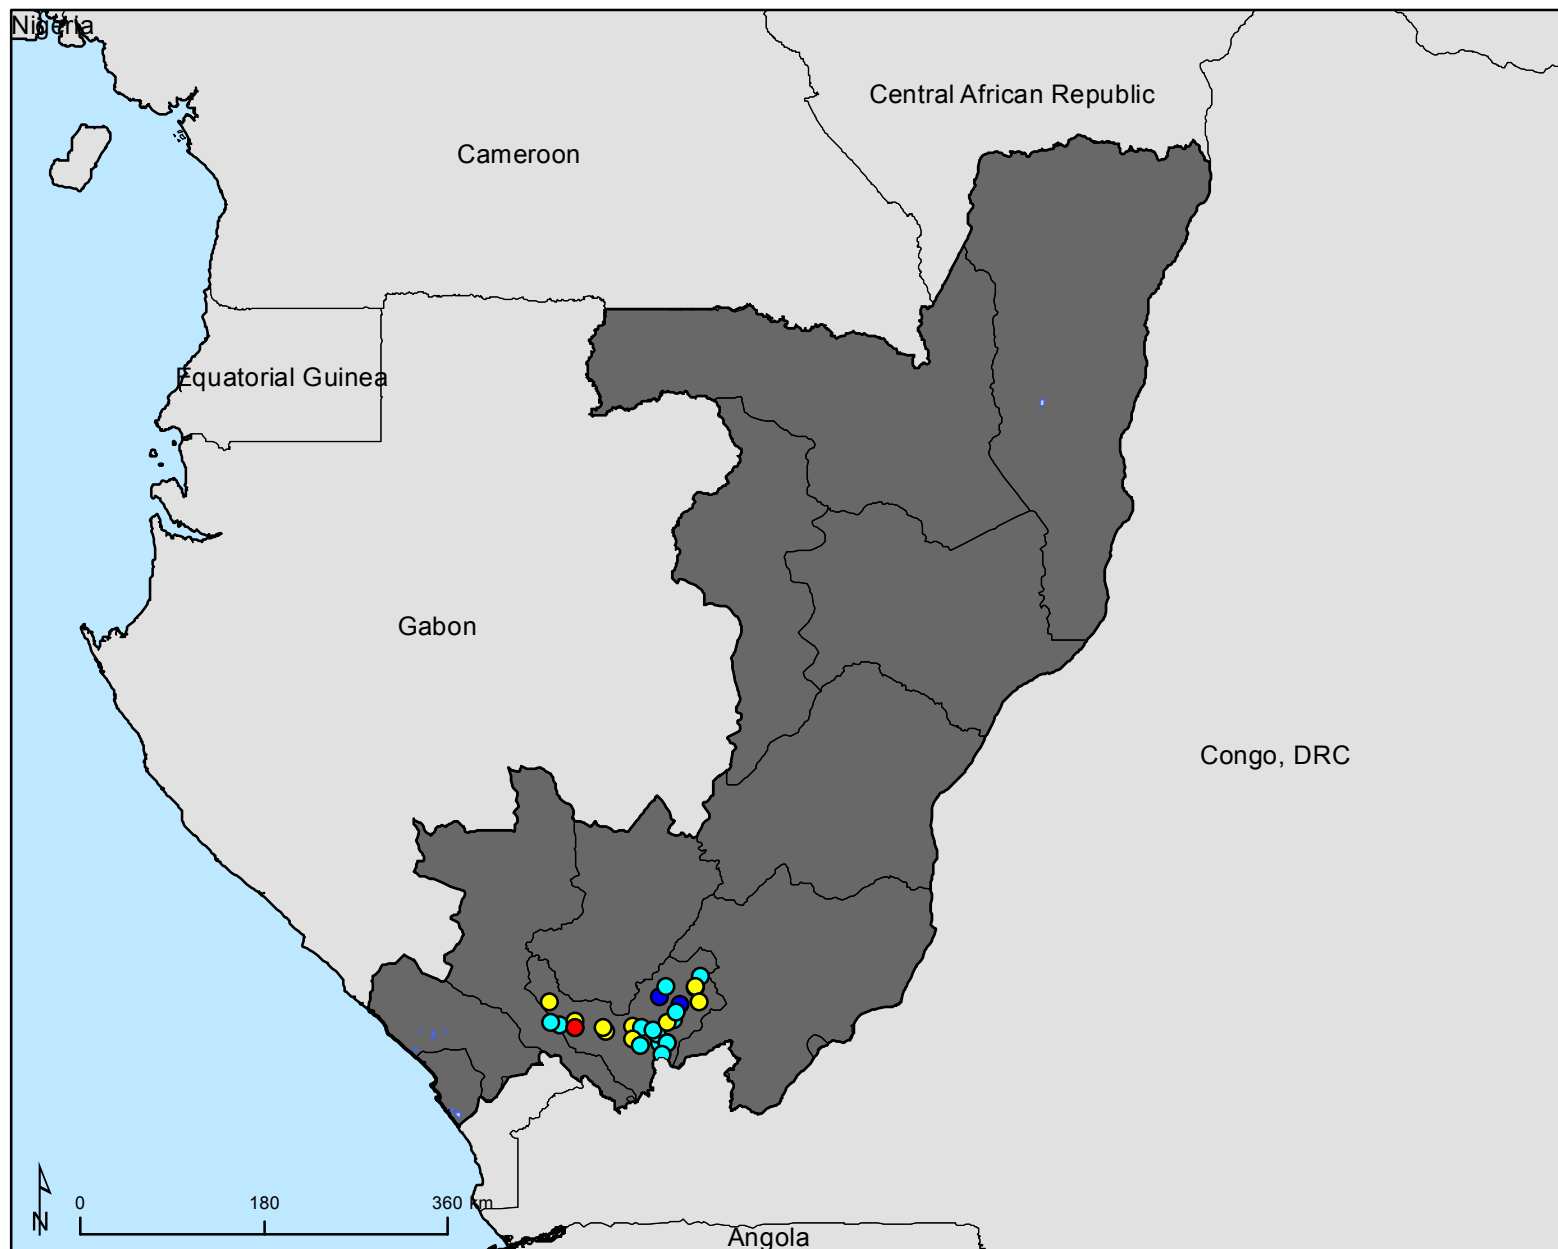 Nigeria
Central African Republic
Cameroon
Equatorial Guinea
Gabon
Congo, DRC
0 180 360 km
N
Angola